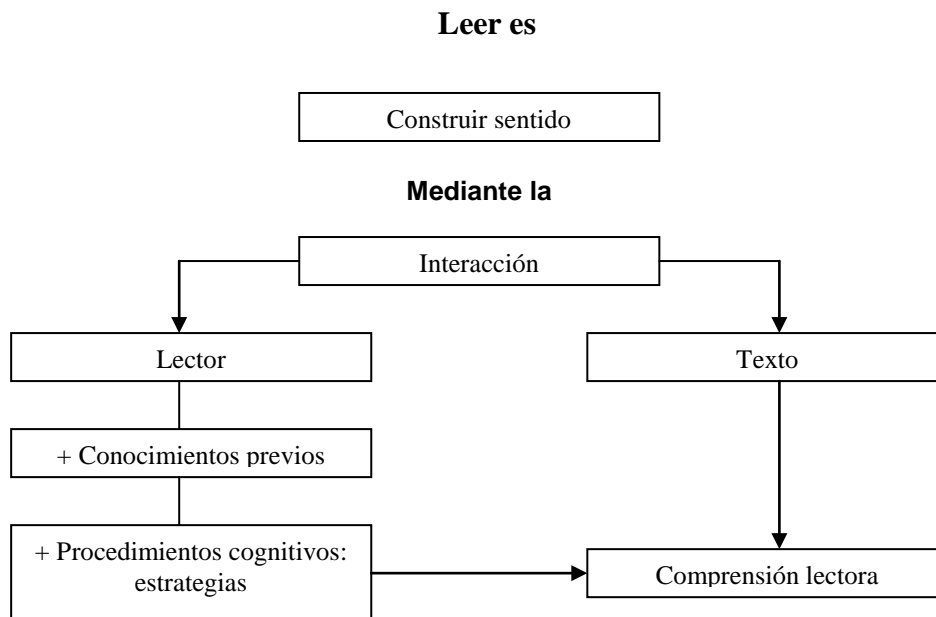 Leer es
Construir sentido
Mediante la
Interacción
Lector
Texto
+ Conocimientos previos
+ Procedimientos cognitivos:
estrategias
Comprensión lectora